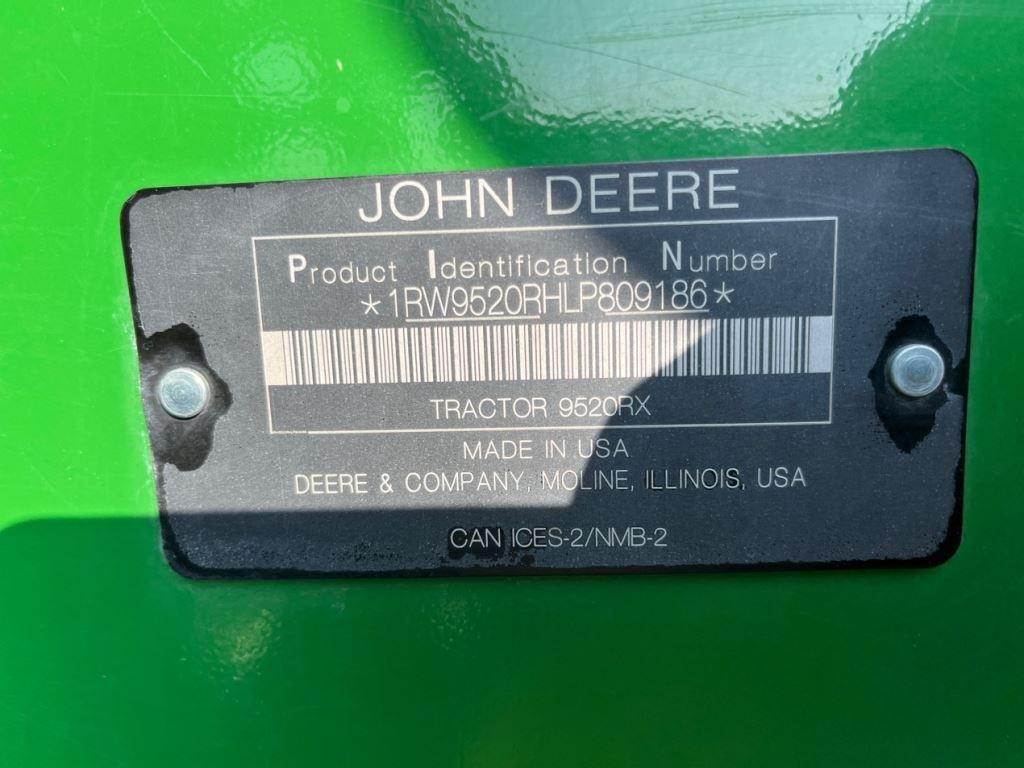 JOHN DEERE
Product Identification Number
*1RW9520RHLP809186*
TRACTOR 9520RX
MADE IN USA
DEERE & COMPANY, MOLINE, ILLINOIS, USA
CAN ICES-2/NMB-2